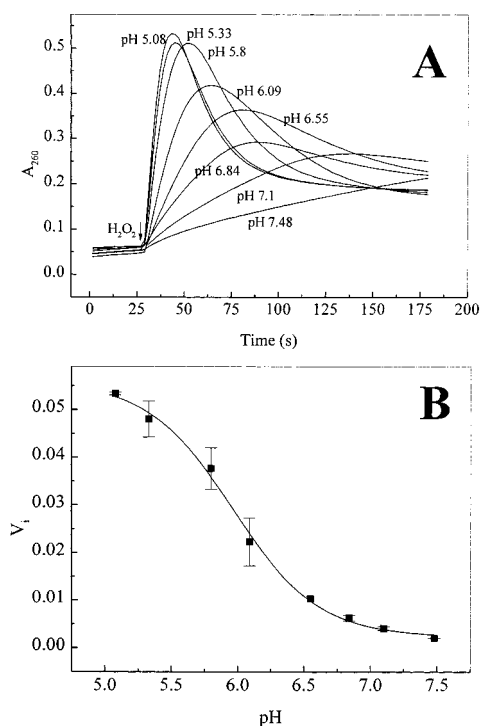 A
0.5
0.4
0.3
0.2
0.1
0.0
A260
pH 5.08
pH 5.33
pH 5.8
pH 6.09
pH 6.55
pH 6.84
pH 7.1
pH 7.48
H2O2
0 25 50 75 100 125 150 175 200
Time (s)
B
0.05
0.04
0.03
0.02
0.01
0.00
Vi
5.0 5.5 6.0 6.5 7.0 7.5
pH